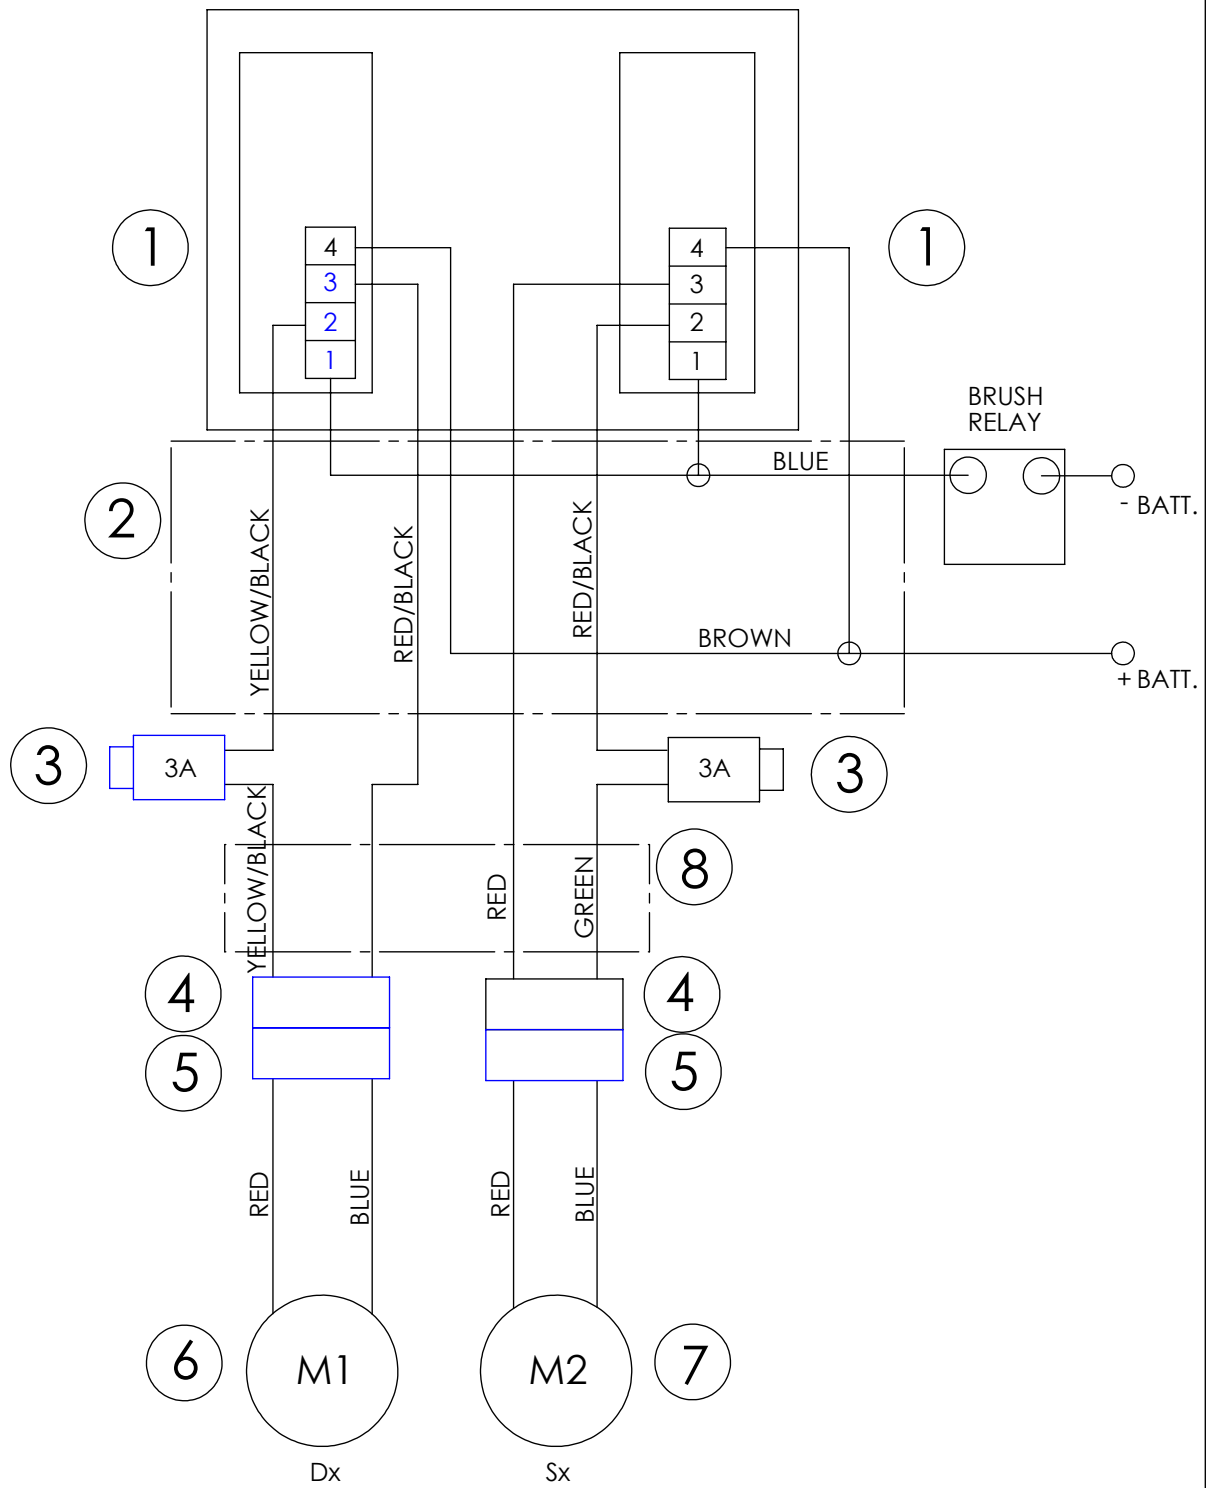 1
1
4
3
2
1
4
3
2
1
BRUSH
RELAY
BLUE
- BATT.
2
YELLOW/BLACK
RED/BLACK
RED/BLACK
BROWN
+ BATT.
3
3A
3A
3
YELLOW/BLACK
RED
GREEN
8
4
4
5
5
RED
BLUE
RED
BLUE
6
M1
M2
7
Dx
Sx